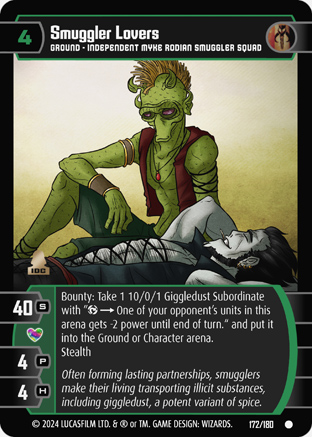 4 Smuggler Lovers
GROUND - INDEPENDENT MYKE RODIAN SMUGGLER SQUAD
IDC
40 S
4 P
4 H
Bounty: Take 1 10/0/1 Giggledust Subordinate
with "→ One of your opponent's units in this
arena gets -2 power until end of turn." and put it
into the Ground or Character arena.
Stealth
Often forming lasting partnerships, smugglers
make their living transporting illicit substances,
including giggledust, a potent variant of spice.
© 2024 LUCASFILM LTD. & ® or TM. GAME DESIGN: WIZARDS. 172/180